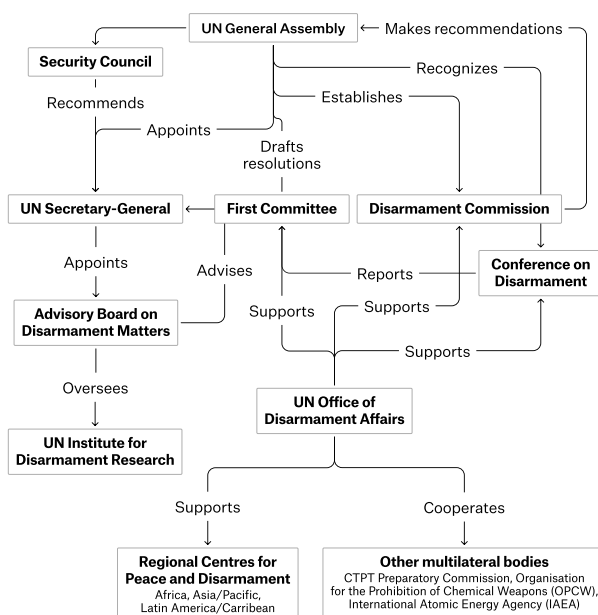 UN General Assembly
Makes recommendations
Security Council
Recognizes
Recommends
Establishes
Appoints
Drafts
resolutions
UN Secretary-General
First Committee
Disarmament Commission
Appoints
Advises
Reports
Conference on
Disarmament
Advisory Board on
Disarmament Matters
Supports
Supports
Supports
Oversees
UN Office of
Disarmament Affairs
UN Institute for
Disarmament Research
Supports
Cooperates
Regional Centres for
Peace and Disarmament
Africa, Asia/Pacific,
Latin America/Carribean
Other multilateral bodies
CTPT Preparatory Commission, Organisation
for the Prohibition of Chemical Weapons (OPCW),
International Atomic Energy Agency (IAEA)